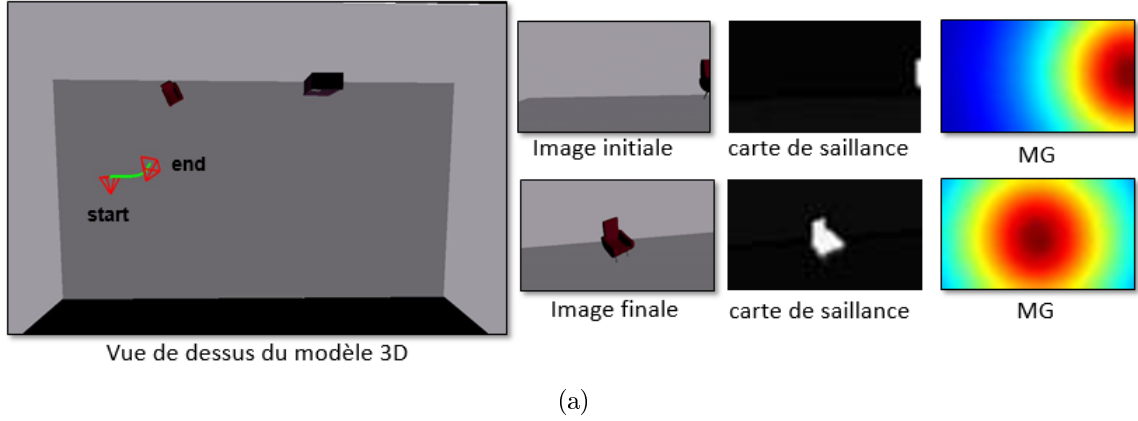 end
start
Vue de dessus du modèle 3D
Image initiale
carte de saillance
MG
Image finale
carte de saillance
MG
(a)